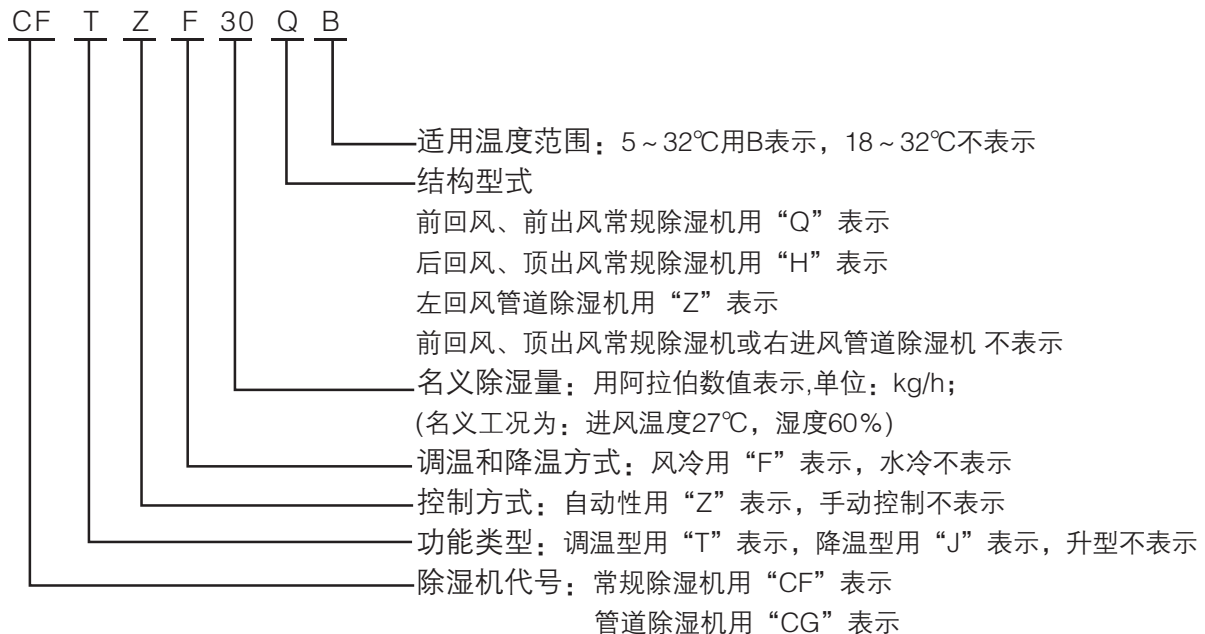 CF T Z F 30 Q B
适用温度范围：5～32℃用B表示，18～32℃不表示
结构型式
前回风、前出风常规除湿机用“Q”表示
后回风、顶出风常规除湿机用“H”表示
左回风管道除湿机用“Z”表示
前回风、顶出风常规除湿机或右进风管道除湿机 不表示
名义除湿量：用阿拉伯数值表示,单位：kg/h；
(名义工况为：进风温度27℃，湿度60%)
调温和降温方式：风冷用“F”表示，水冷不表示
控制方式：自动性用“Z”表示，手动控制不表示
功能类型：调温型用“T”表示，降温型用“J”表示，升型不表示
除湿机代号：常规除湿机用“CF”表示
管道除湿机用“CG”表示